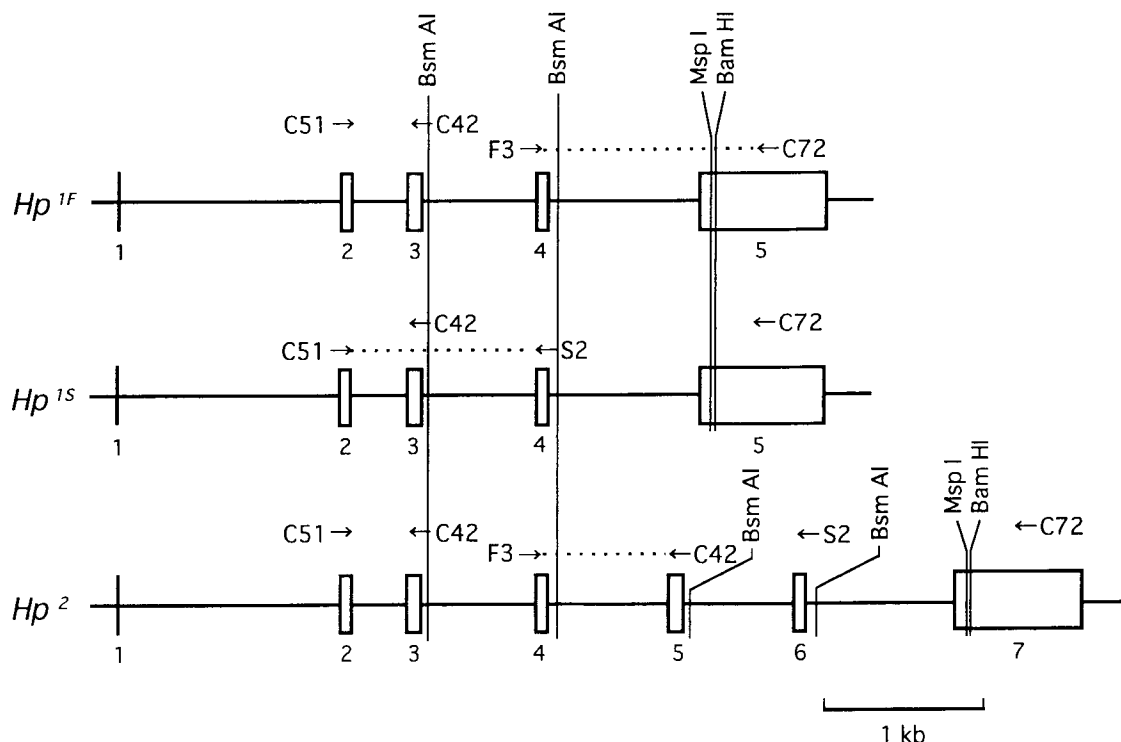 Bsm AI Bsm AI Msp I Bam HI
C51 → ←C42
F3→ ←C72
Hp 1F
1 2 3 4 5
←C42 ←C72
C51→ ←S2
Hp 1S
1 2 3 4 5
Bsm AI Bsm AI Msp I Bam HI
C51→ ←C42 ←S2 ←C72
F3→ ←C42
Hp 2
1 2 3 4 5 6 7
1 kb